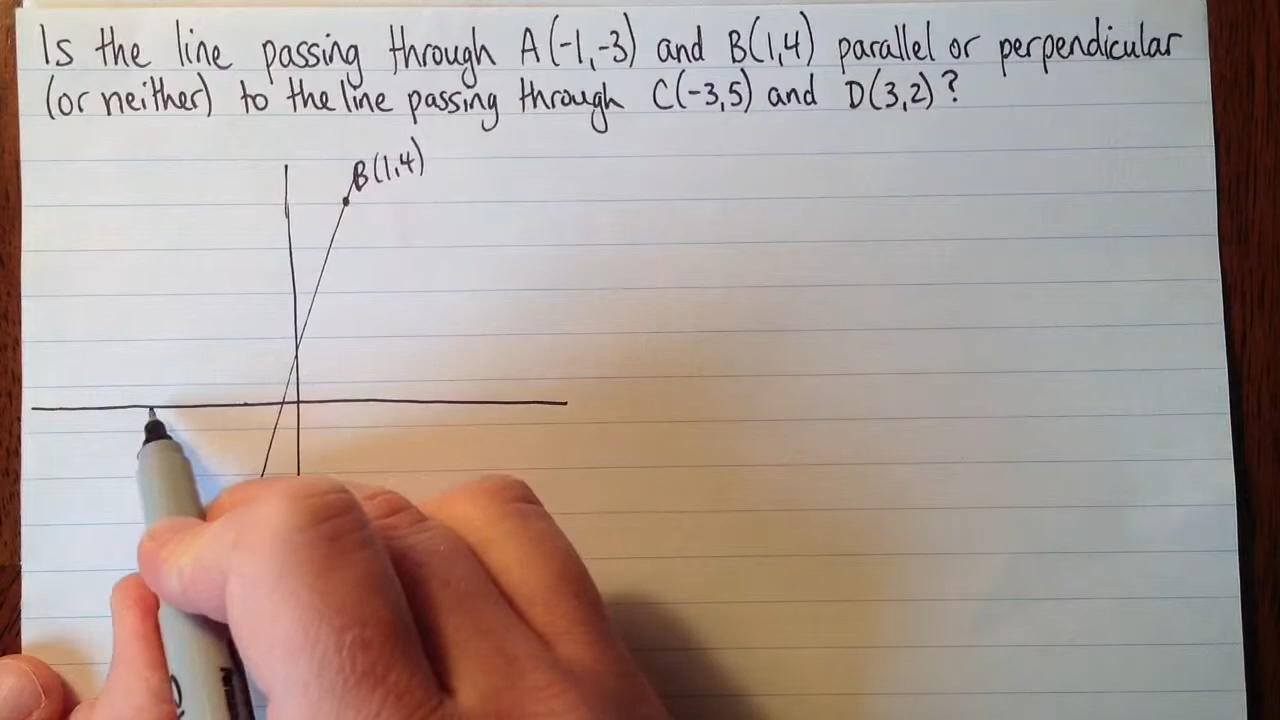 Is the line passing through A(-1,-3) and B(1,4) parallel or perpendicular
(or neither) to the line passing through C(-3,5) and D(3,2)?
B(1,4)